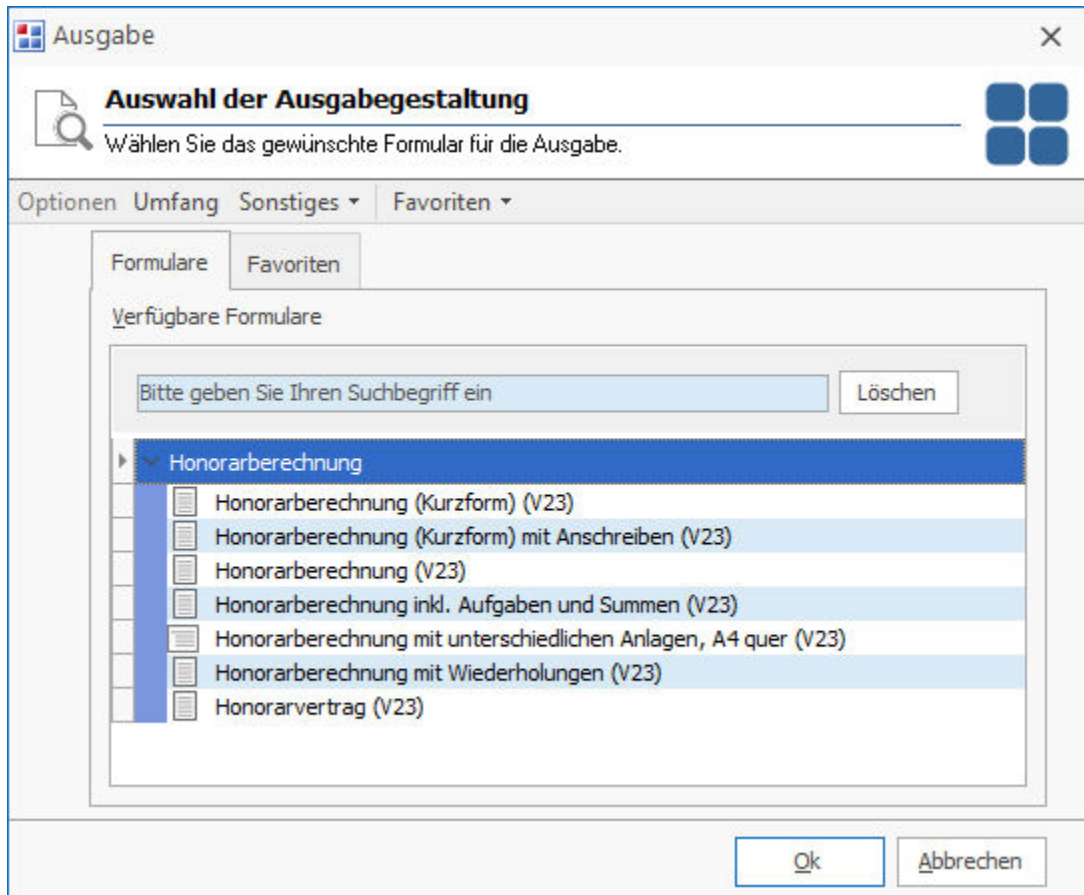 Ausgabe
Auswahl der Ausgabegestaltung
Wählen Sie das gewünschte Formular für die Ausgabe.
Optionen Umfang Sonstiges Favoriten
Formulare Favoriten
Verfügbare Formulare
Bitte geben Sie Ihren Suchbegriff ein Löschen
Honorarberechnung
Honorarberechnung (Kurzform) (V23)
Honorarberechnung (Kurzform) mit Anschreiben (V23)
Honorarberechnung (V23)
Honorarberechnung inkl. Aufgaben und Summen (V23)
Honorarberechnung mit unterschiedlichen Anlagen, A4 quer (V23)
Honorarberechnung mit Wiederholungen (V23)
Honorarvertrag (V23)
Ok Abbrechen